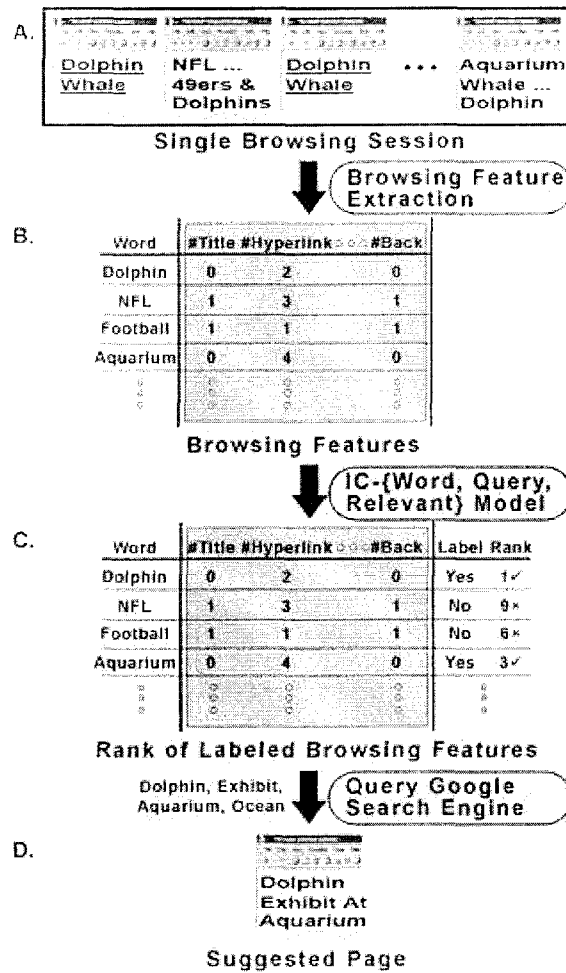 A.
Dolphin NFL ... Dolphin ... Aquarium
Whale 49ers & Whale Whale ...
Dolphins Dolphin
Single Browsing Session
Browsing Feature
Extraction
B.
Word #Title #Hyperlink #Back
Dolphin 0 2 0
NFL 1 3 1
Football 1 1 1
Aquarium 0 4 0
Browsing Features
IC-{Word, Query,
Relevant} Model
C.
Word #Title #Hyperlink #Back Label Rank
Dolphin 0 2 0 Yes 1✓
NFL 1 3 1 No 9×
Football 1 1 1 No 6×
Aquarium 0 4 0 Yes 3✓
Rank of Labeled Browsing Features
Dolphin, Exhibit,
Aquarium, Ocean
Query Google
Search Engine
D.
Dolphin
Exhibit At
Aquarium
Suggested Page